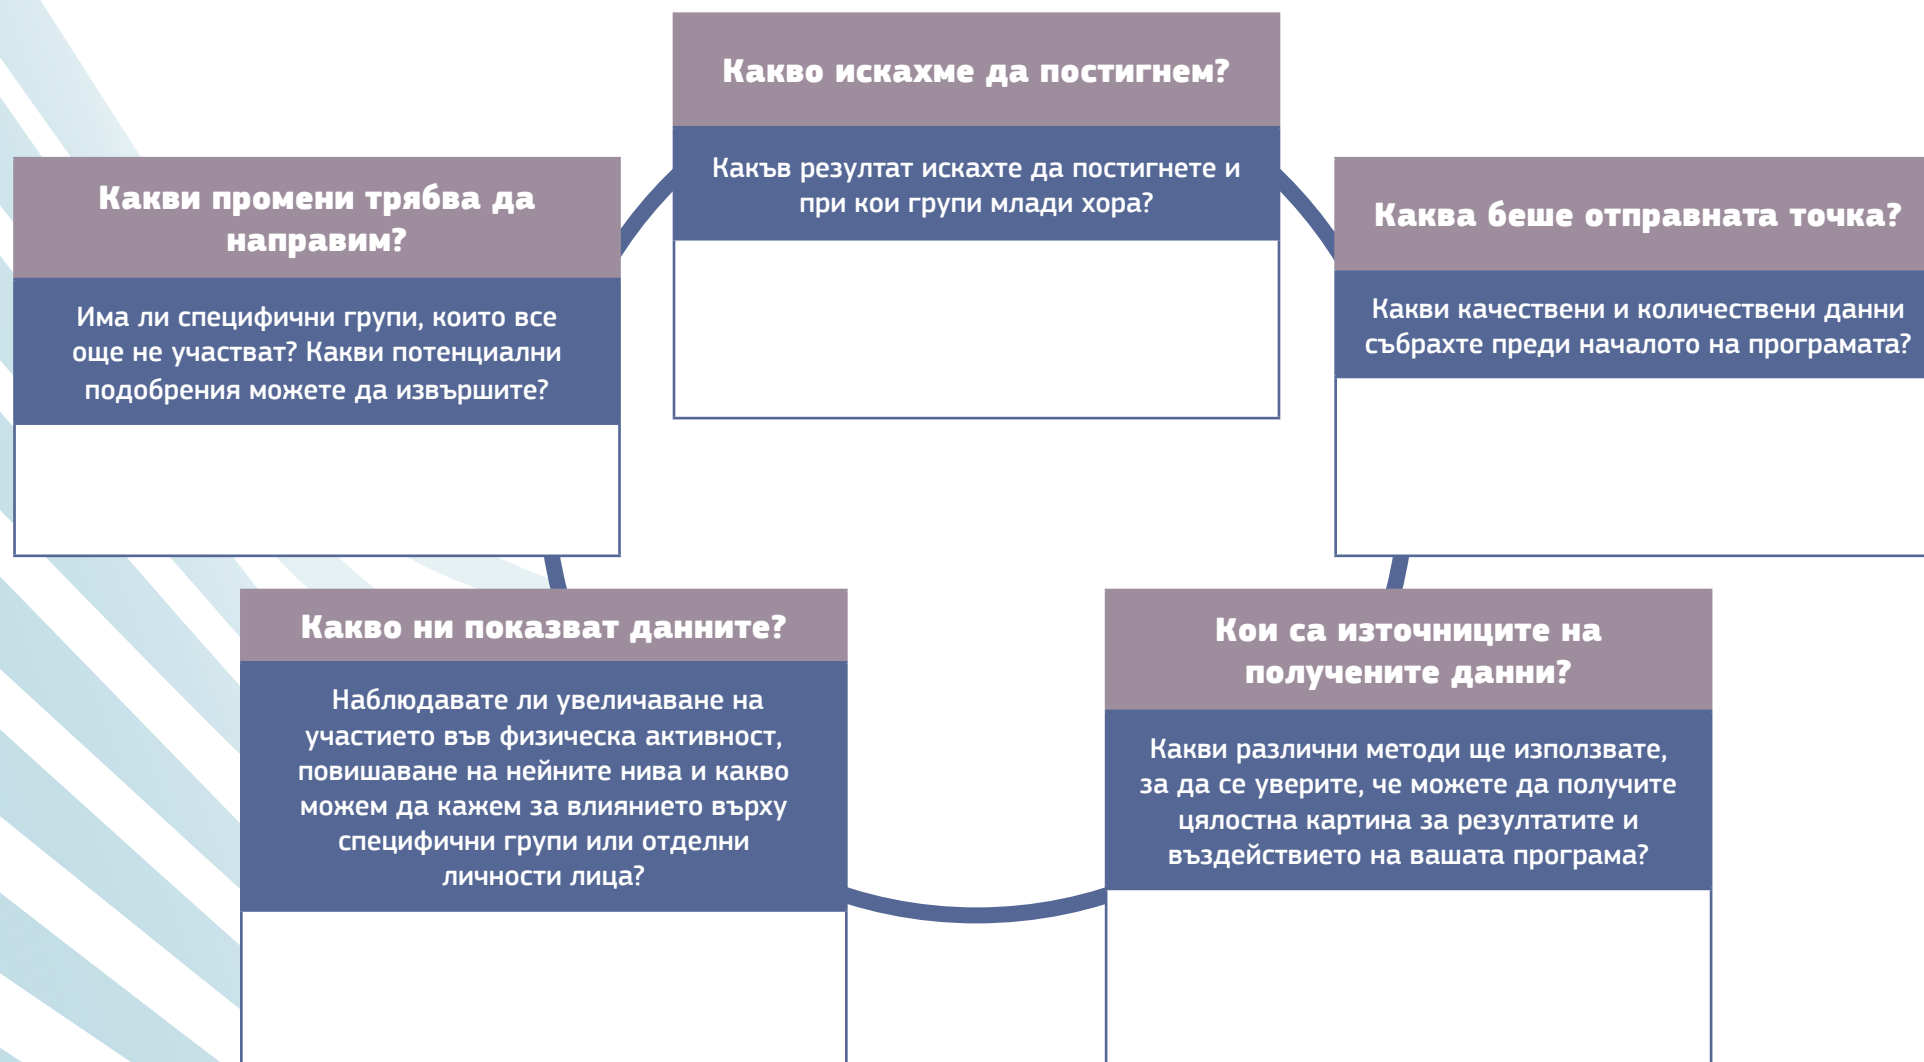 Какво искахме да постигнем?
Какъв резултат искахте да постигнете и
при кои групи млади хора?
Каква беше отправната точка?
Какви качествени и количествени данни
събрахте преди началото на програмата?
Кои са източниците на
получените данни?
Какви различни методи ще използвате,
за да се уверите, че можете да получите
цялостна картина за резултатите и
въздействието на вашата програма?
Какво ни показват данните?
Наблюдавате ли увеличаване на
участието във физическа активност,
повишаване на нейните нива и какво
можем да кажем за влиянието върху
специфични групи или отделни
личности лица?
Какви промени трябва да
направим?
Има ли специфични групи, които все
още не участват? Какви потенциални
подобрения можете да извършите?